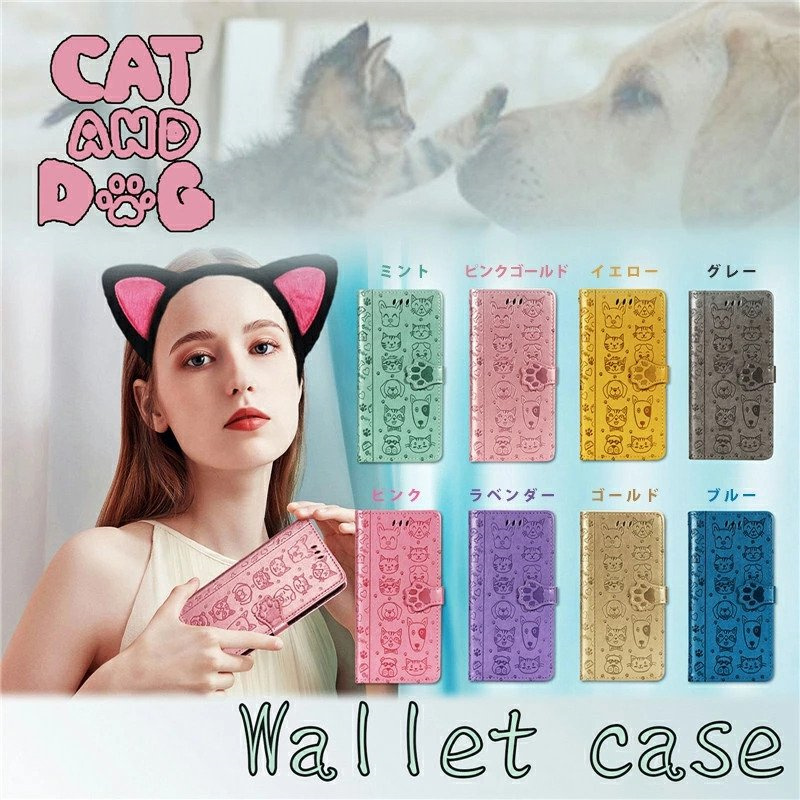 CAT
AND
DOG
ミント ピンクゴールド イエロー グレー
ピンク ラベンダー ゴールド ブルー
Wallet case